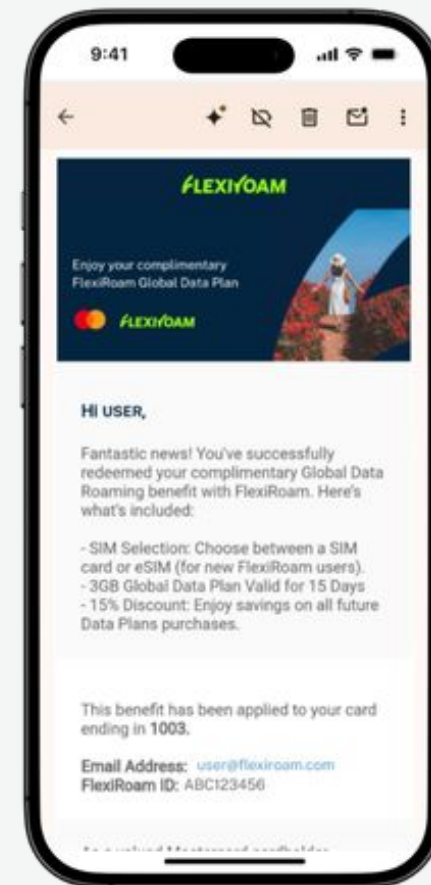 9:41
FLEXIROAM
Enjoy your complimentary
FlexiRoam Global Data Plan
FLEXIROAM
Hi USER,
Fantastic news! You've successfully
redeemed your complimentary Global Data
Roaming benefit with FlexiRoam. Here's
what's included:
- SIM Selection: Choose between a SIM
card or eSIM (for new FlexiRoam users).
- 3GB Global Data Plan Valid for 15 Days
- 15% Discount: Enjoy savings on all future
Data Plans purchases.
This benefit has been applied to your card
ending in 1003.
Email Address: user@flexiroam.com
FlexiRoam ID: ABC123456